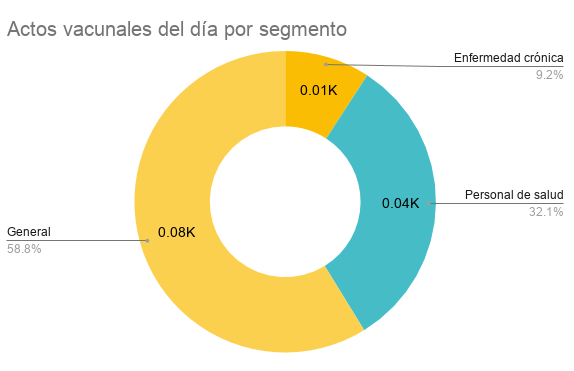 Actos vacunales del día por segmento
Enfermedad crónica
9.2%
0.01K
Personal de salud
32.1%
0.04K
General
58.8%
0.08K